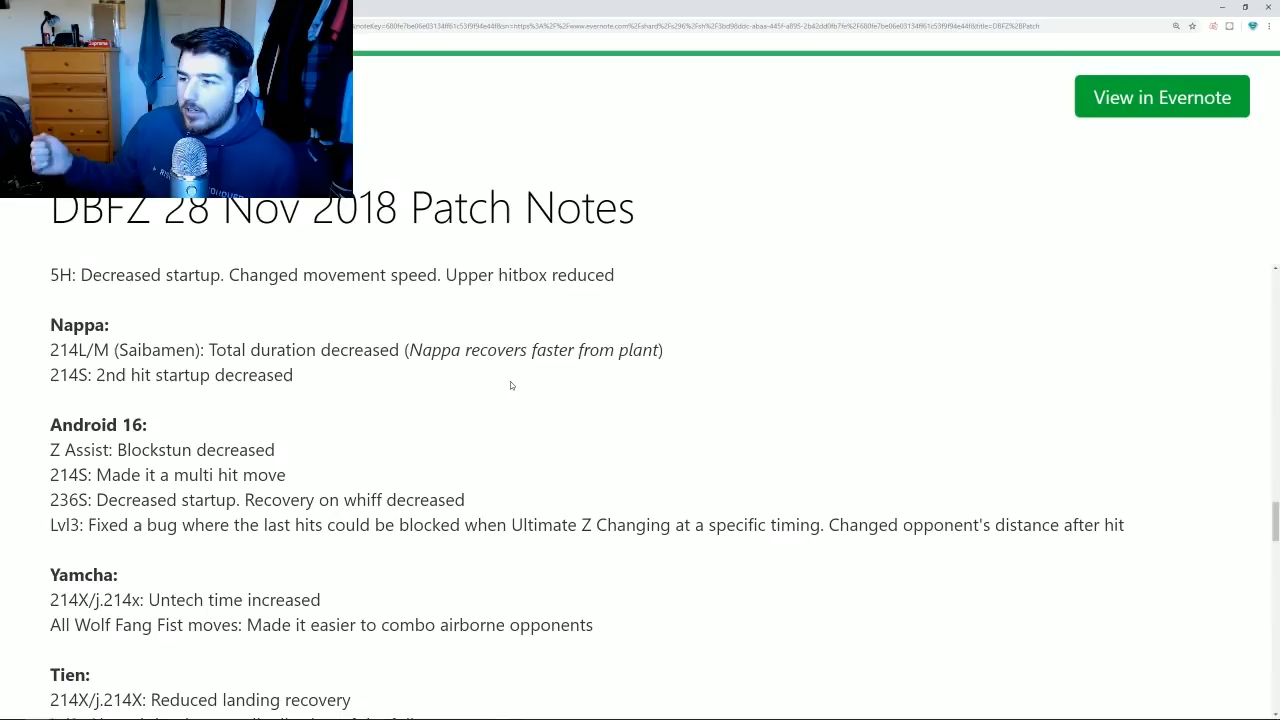 View in Evernote
DBFZ 28 Nov 2018 Patch Notes
5H: Decreased startup. Changed movement speed. Upper hitbox reduced
Nappa:
214L/M (Saibamen): Total duration decreased (Nappa recovers faster from plant)
214S: 2nd hit startup decreased
Android 16:
Z Assist: Blockstun decreased
214S: Made it a multi hit move
236S: Decreased startup. Recovery on whiff decreased
Lvl3: Fixed a bug where the last hits could be blocked when Ultimate Z Changing at a specific timing. Changed opponent's distance after hit
Yamcha:
214X/j.214x: Untech time increased
All Wolf Fang Fist moves: Made it easier to combo airborne opponents
Tien:
214X/j.214X: Reduced landing recovery